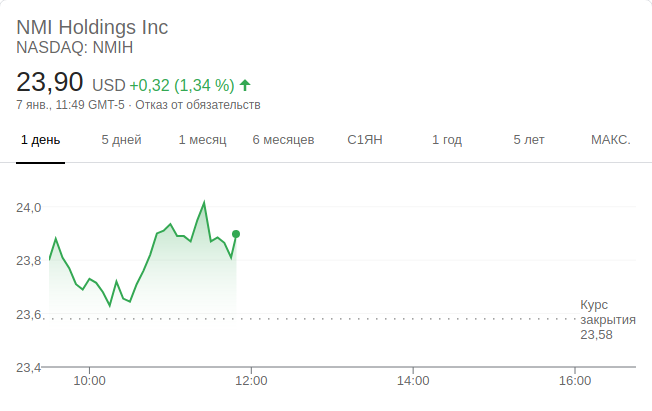 NMI Holdings Inc
NASDAQ: NMIH
23,90 USD +0,32 (1,34 %)
7 янв., 11:49 GMT-5 · Отказ от обязательств
1 день 5 дней 1 месяц 6 месяцев С1ЯН 1 год 5 лет МАКС.
24,0
23,8
23,6
23,4
Курс
закрытия
23,58
10:00 12:00 14:00 16:00